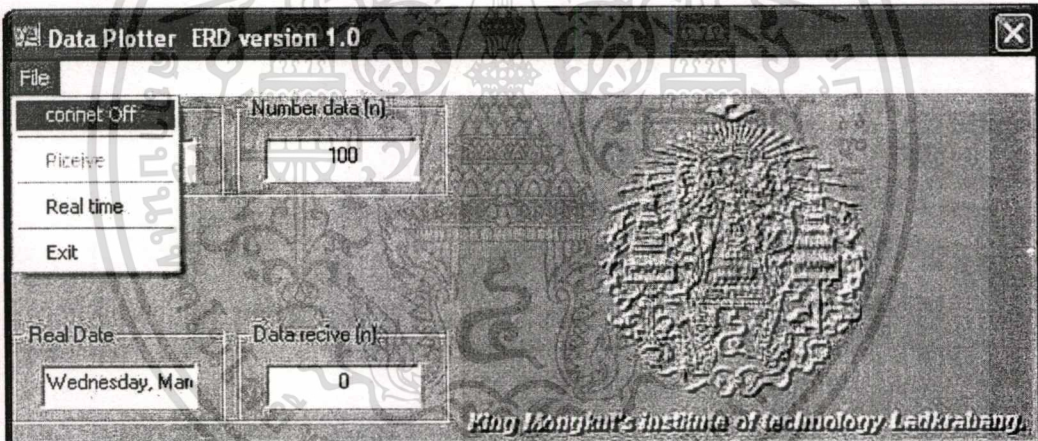 Data Plotter ERD version 1.0
File
connet Off
Number data (n)
100
Riceive
Real time
Exit
Real Date
Data recive (n)
Wednesday, Mar
0
King Mongkut's institute of technology Ladkrabang.